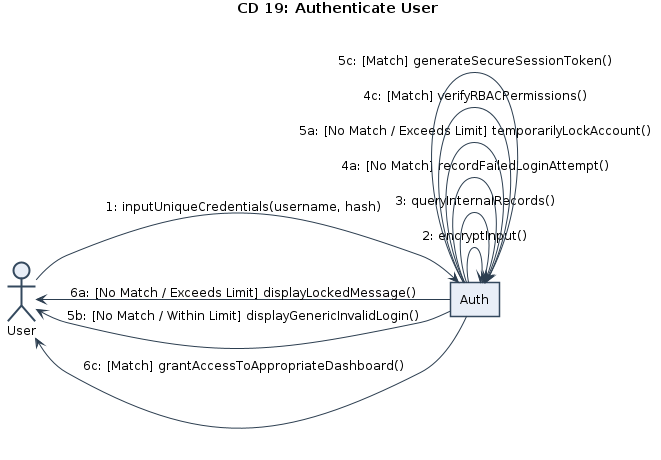 CD 19: Authenticate User
5c: [Match] generateSecureSessionToken()
4c: [Match] verifyRBACPermissions()
5a: [No Match / Exceeds Limit] temporarilyLockAccount()
4a: [No Match] recordFailedLoginAttempt()
3: queryInternalRecords()
1: inputUniqueCredentials(username, hash)
2: encryptInput()
6a: [No Match / Exceeds Limit] displayLockedMessage()
Auth
5b: [No Match / Within Limit] displayGenericInvalidLogin()
User
6c: [Match] grantAccessToAppropriateDashboard()